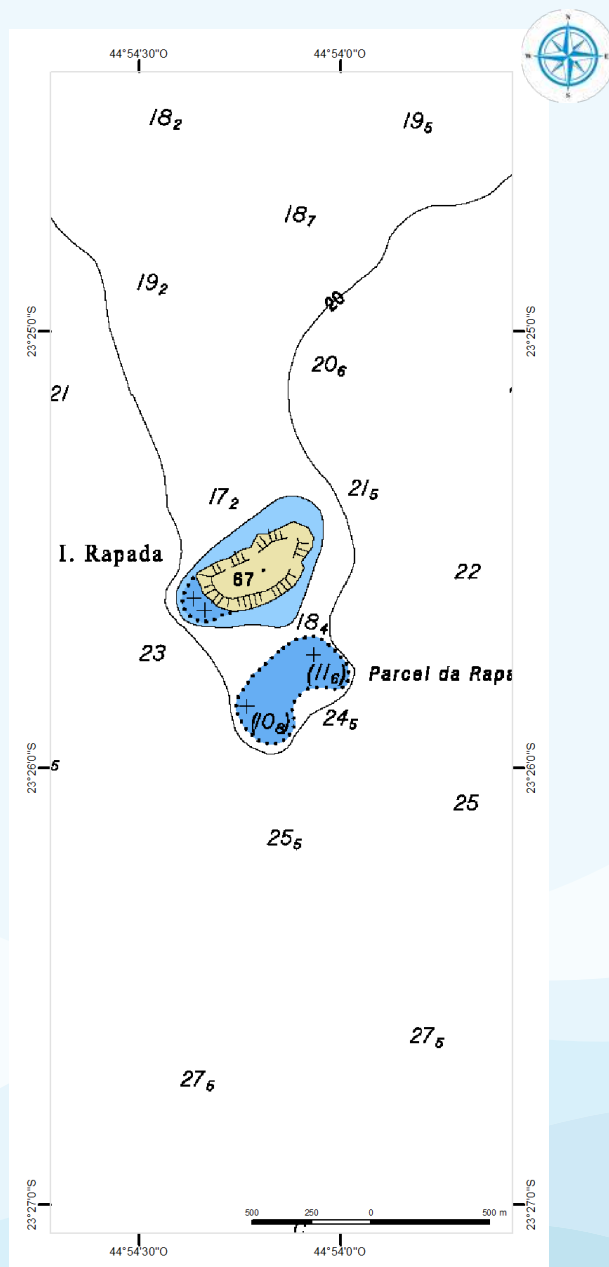 N
W E
S
44°54'30"O 44°54'0"O
18₂ 19₅
18₇
19₂
20
23°25'0"S 23°25'0"S
20₆
21
21₅
17₂
I. Rapada
67
22
18₄
23
(11₆) Parcel da Rapa
(10₈) 24₅
23°26'0"S 5 23°26'0"S
25
25₅
27₅
27₆
23°27'0"S 23°27'0"S
500 250 0 500 m
44°54'30"O 44°54'0"O